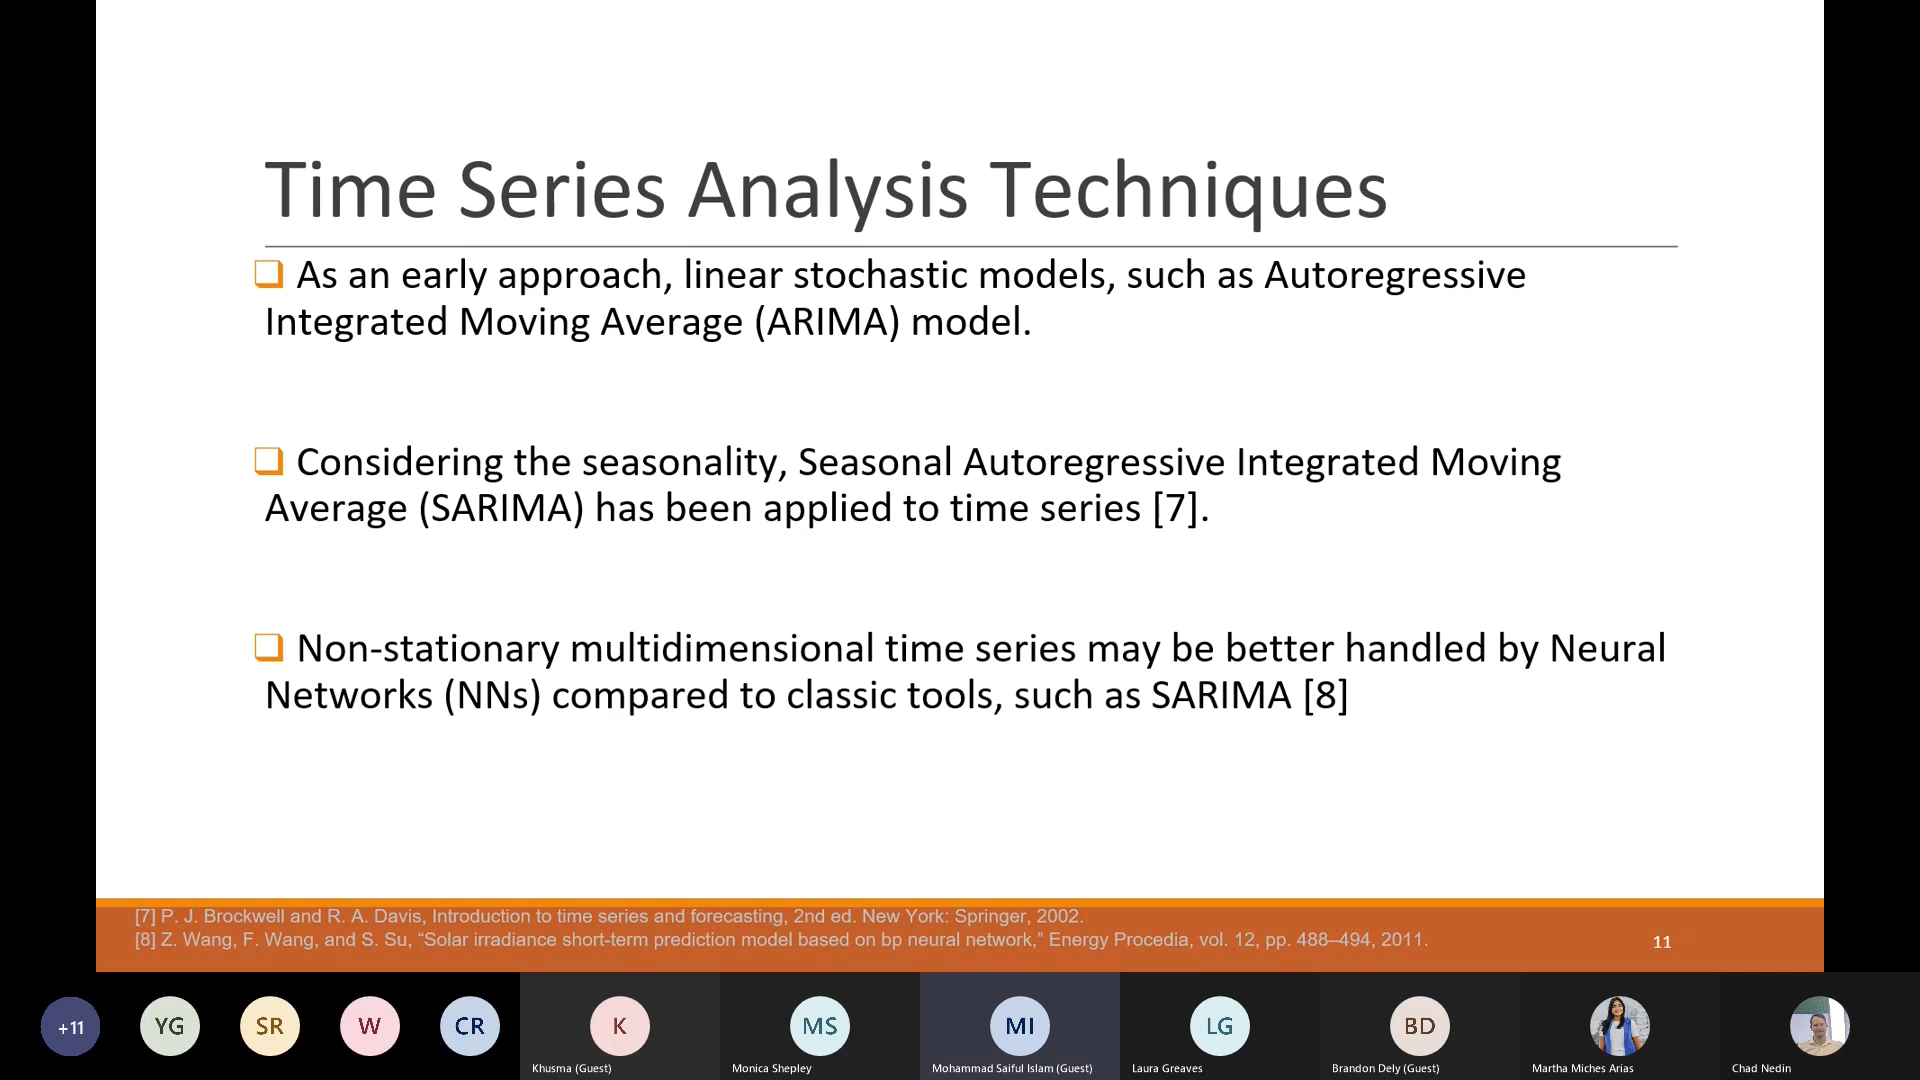 Time Series Analysis Techniques
As an early approach, linear stochastic models, such as Autoregressive
Integrated Moving Average (ARIMA) model.
Considering the seasonality, Seasonal Autoregressive Integrated Moving
Average (SARIMA) has been applied to time series [7].
Non-stationary multidimensional time series may be better handled by Neural
Networks (NNs) compared to classic tools, such as SARIMA [8]
[7] P. J. Brockwell and R. A. Davis, Introduction to time series and forecasting, 2nd ed. New York: Springer, 2002.
[8] Z. Wang, F. Wang, and S. Su, “Solar irradiance short-term prediction model based on bp neural network,” Energy Procedia, vol. 12, pp. 488–494, 2011.
11
+11 YG SR W CR K MS MI LG BD
Khusma (Guest) Monica Shepley Mohammad Saiful Islam (Guest) Laura Greaves Brandon Dely (Guest) Martha Miches Arias Chad Nedin